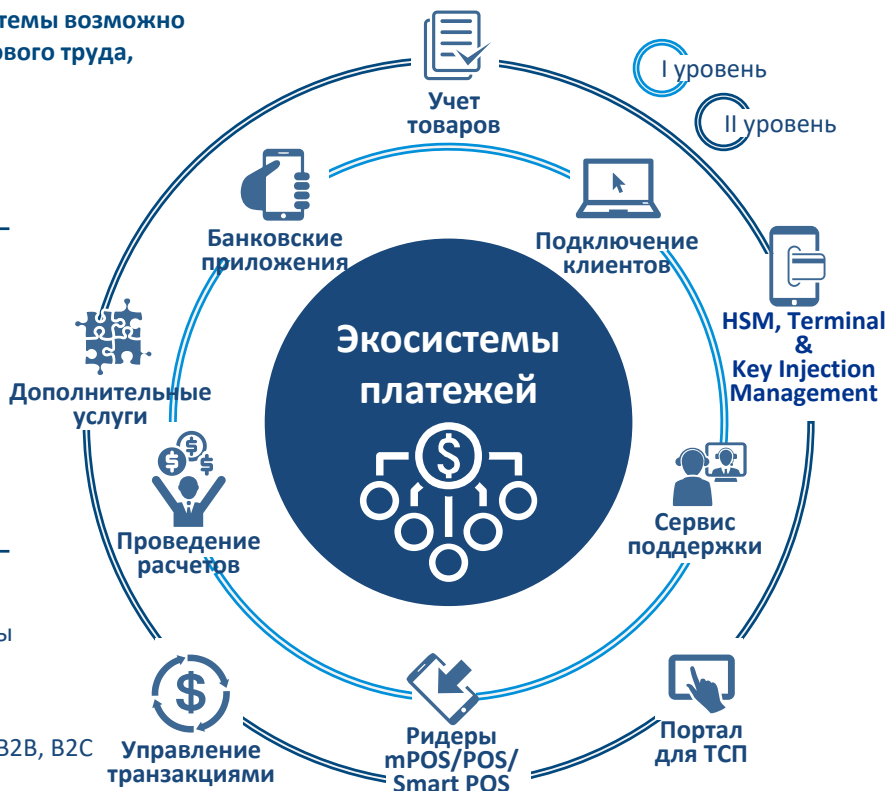 темы возможно
ового труда,
I уровень
II уровень
Учет
товаров
Банковские
приложения
Подключение
клиентов
HSM, Terminal
&
Key Injection
Management
Экосистемы
платежей
Дополнительные
услуги
Сервис
поддержки
Проведение
расчетов
ы
B2B, B2C
Управление
транзакциями
Ридеры
mPOS/POS/
Smart POS
Портал
для ТСП